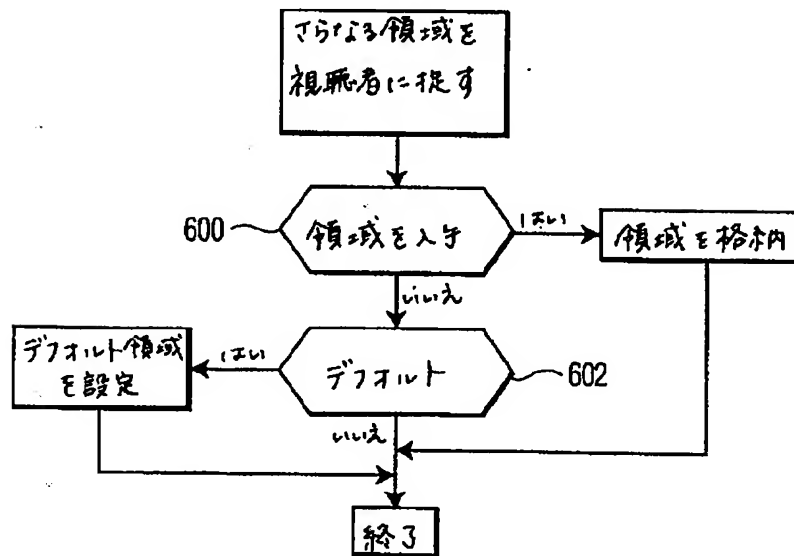 さらなる領域を
視聴者に促す
600
領域を入手
はい
領域を格納
いいえ
デフォルト領域
を設定
はい
デフォルト
602
いいえ
終了